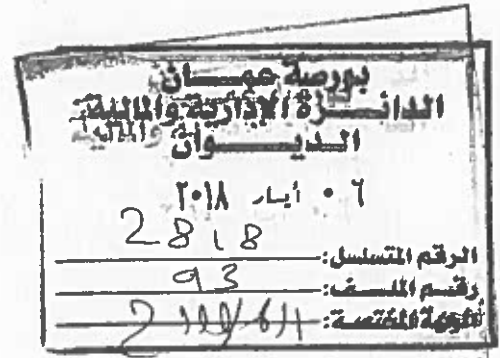 بورصة عمان
الدائرة الإدارية والمالية
الديوان
٠٦ أيار ٢٠١٨
2818
الرقم المتسلسل:
93
رقم الملف:
الجهة المختصة: